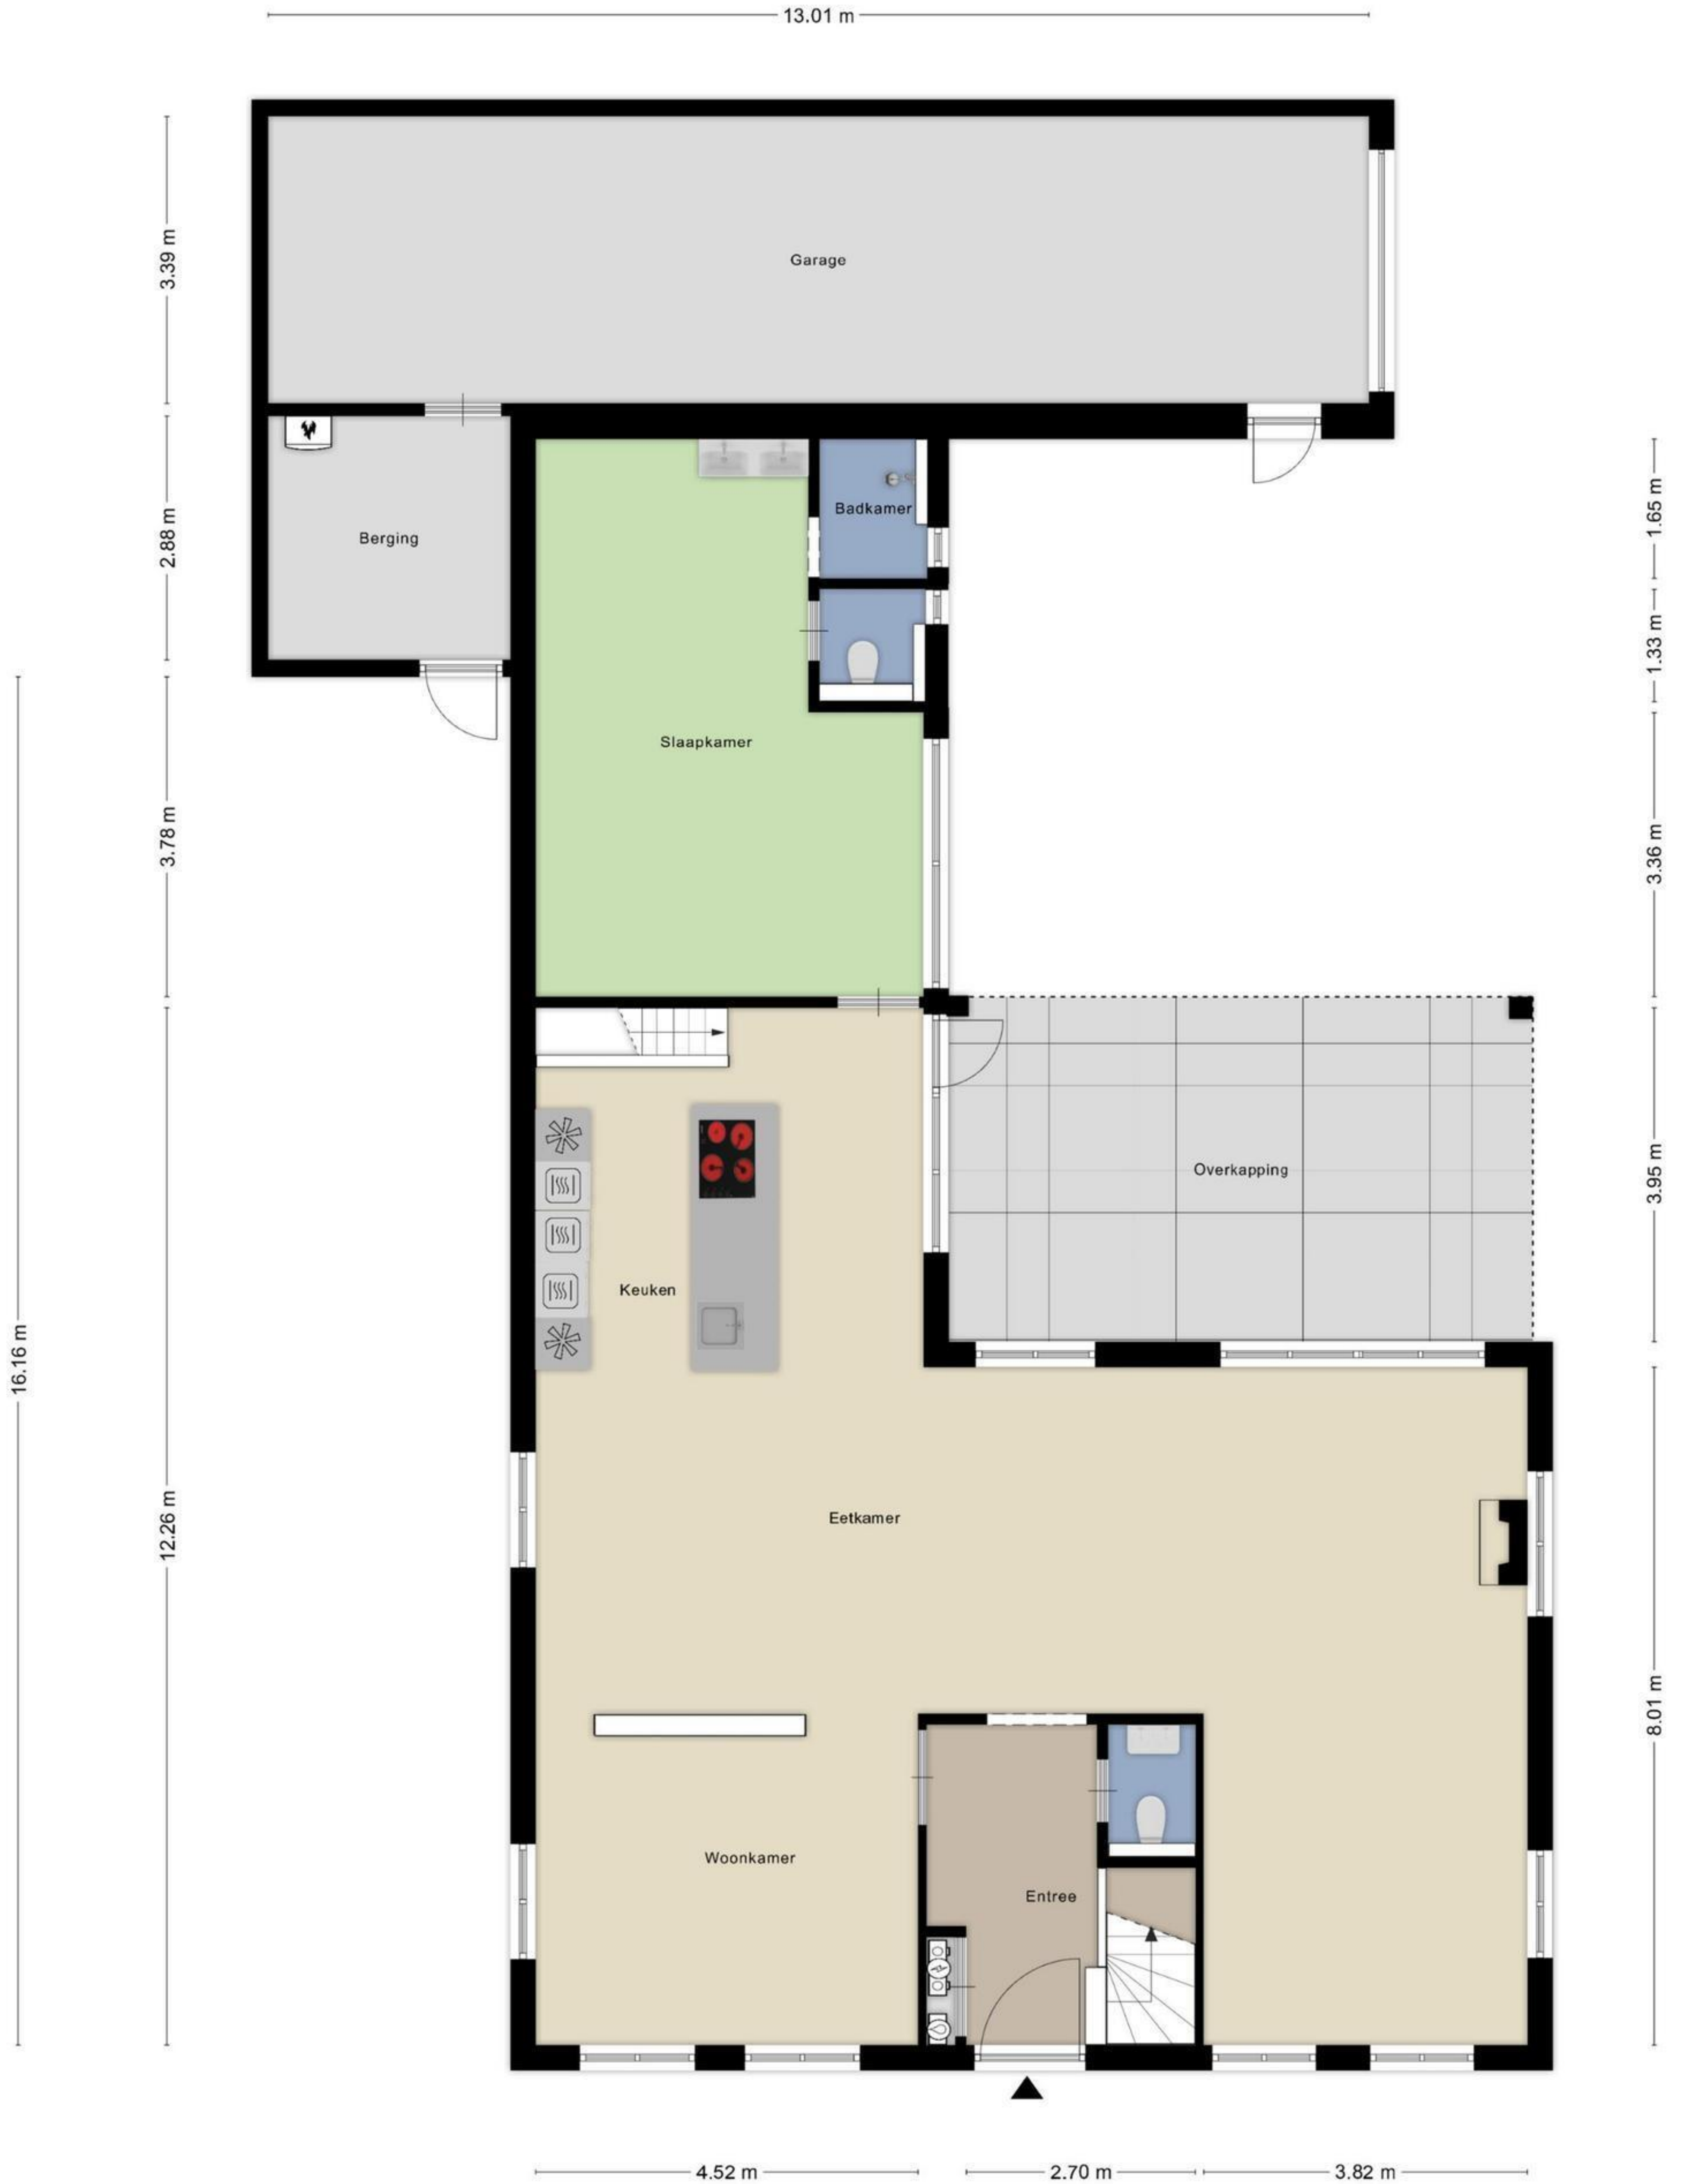 13.01 m
3.39 m
Garage
2.88 m
Berging
Badkamer
1.65 m
1.33 m
Slaapkamer
3.78 m
3.36 m
Overkapping
3.95 m
Keuken
16.16 m
12.26 m
Eetkamer
8.01 m
Woonkamer
Entree
4.52 m
2.70 m
3.82 m